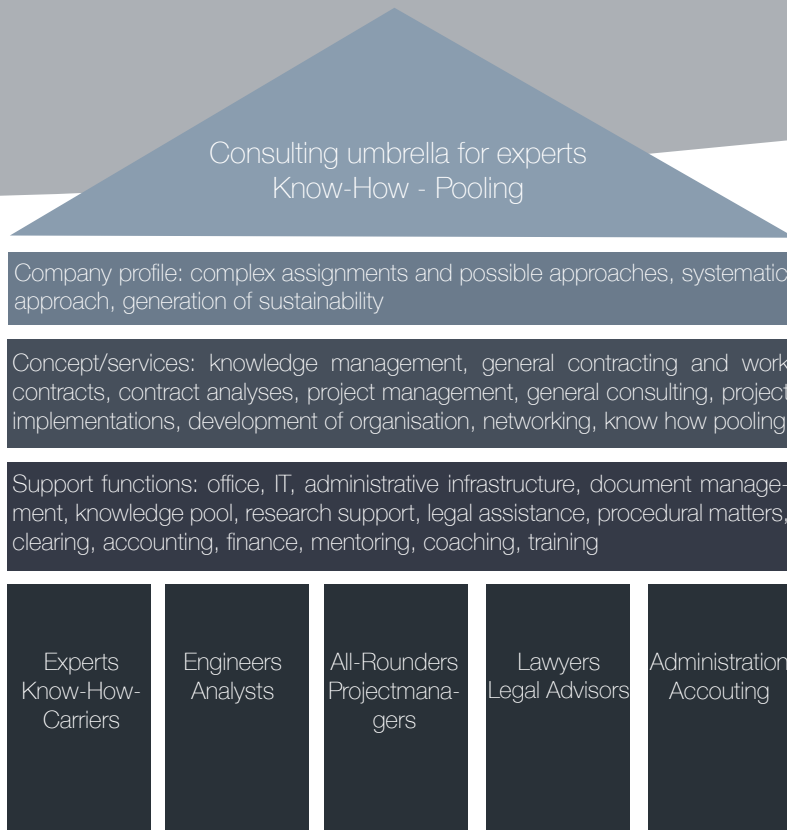 Consulting umbrella for experts
Know-How - Pooling
Company profile: complex assignments and possible approaches, systematic
approach, generation of sustainability
Concept/services: knowledge management, general contracting and work
contracts, contract analyses, project management, general consulting, project
implementations, development of organisation, networking, know how pooling
Support functions: office, IT, administrative infrastructure, document manage-
ment, knowledge pool, research support, legal assistance, procedural matters,
clearing, accounting, finance, mentoring, coaching, training
Experts
Know-How-
Carriers
Engineers
Analysts
All-Rounders
Projectmana-
gers
Lawyers
Legal Advisors
Administration
Accouting